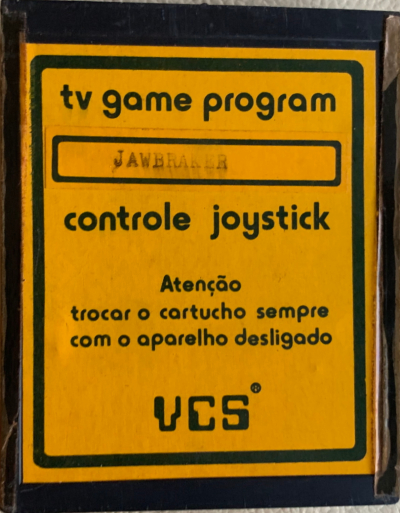 tv game program
JAWBRAKER
controle joystick
Atenção
trocar o cartucho sempre
com o aparelho desligado
VCS®